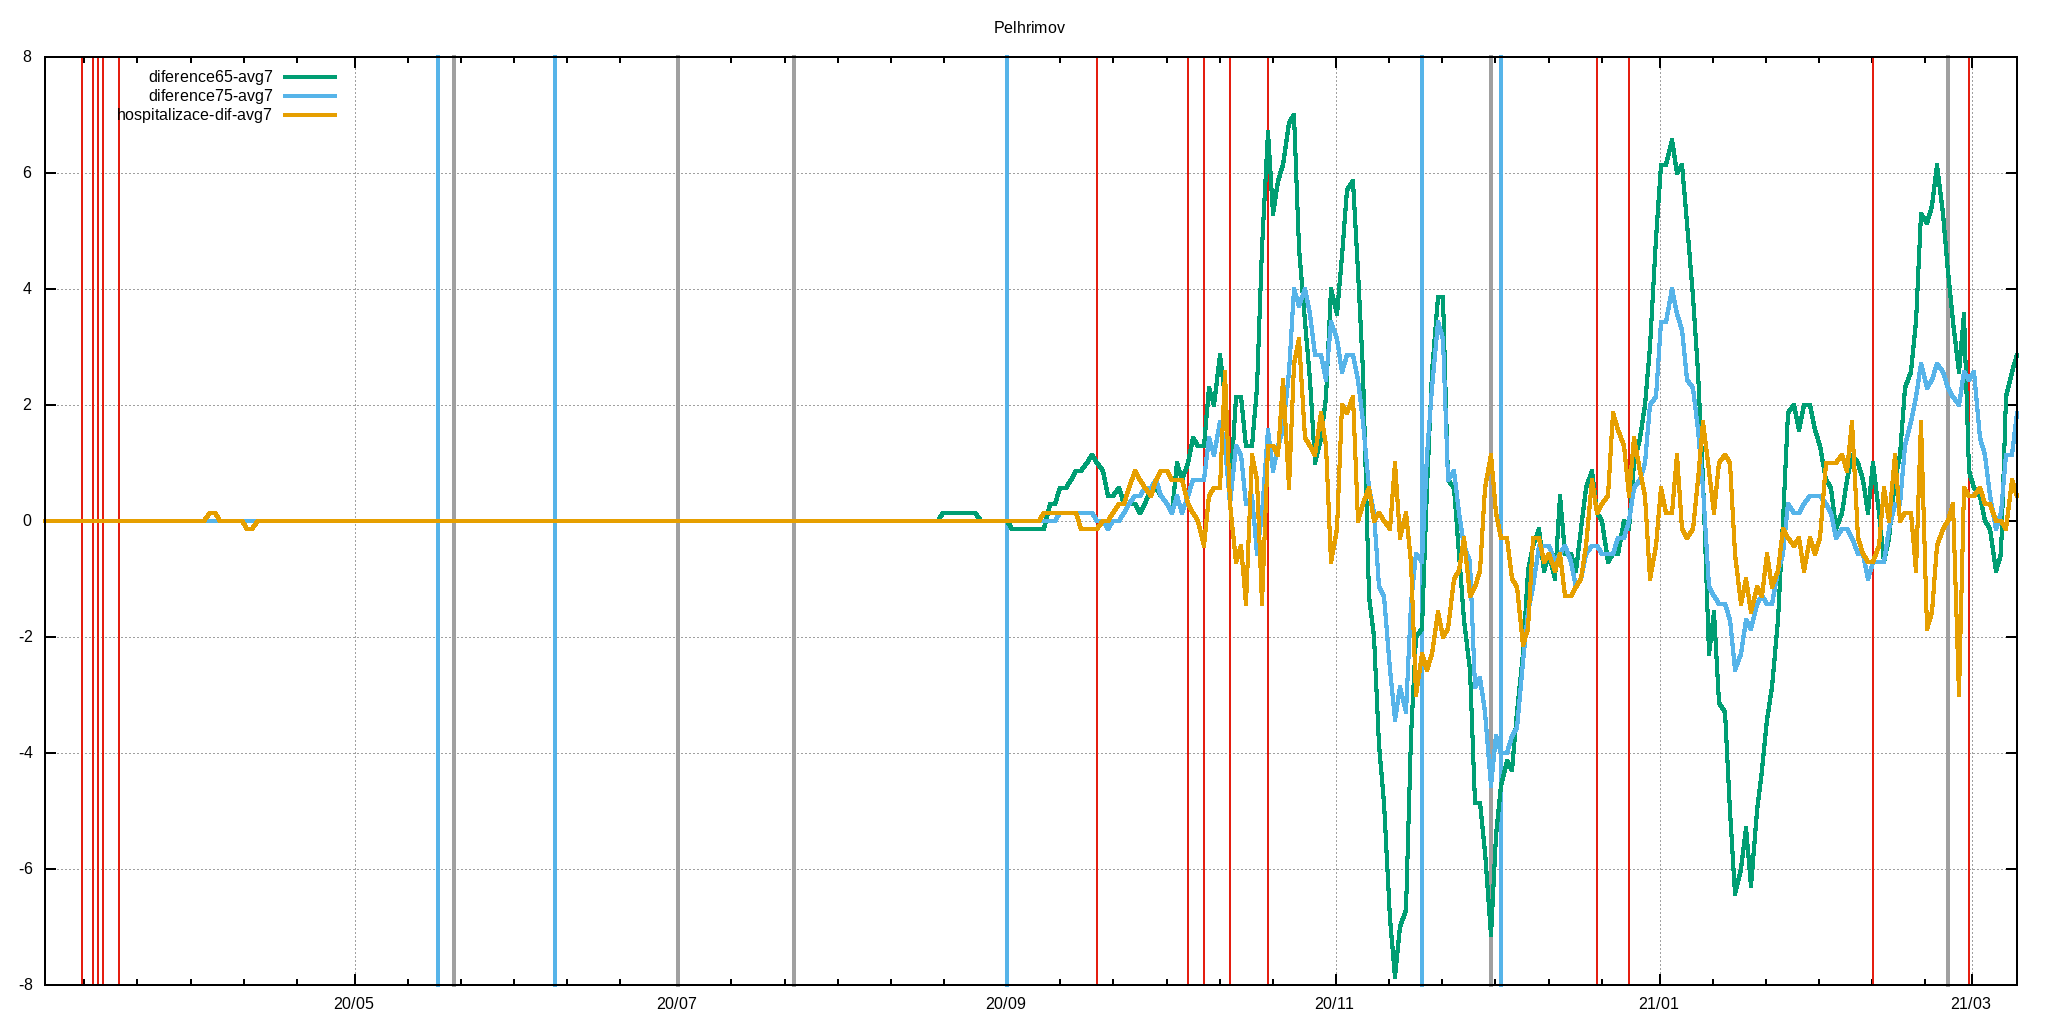 Pelhrimov
8
diference65-avg7
diference75-avg7
hospitalizace-dif-avg7
6
4
2
0
-2
-4
-6
-8
20/05 20/07 20/09 20/11 21/01 21/03